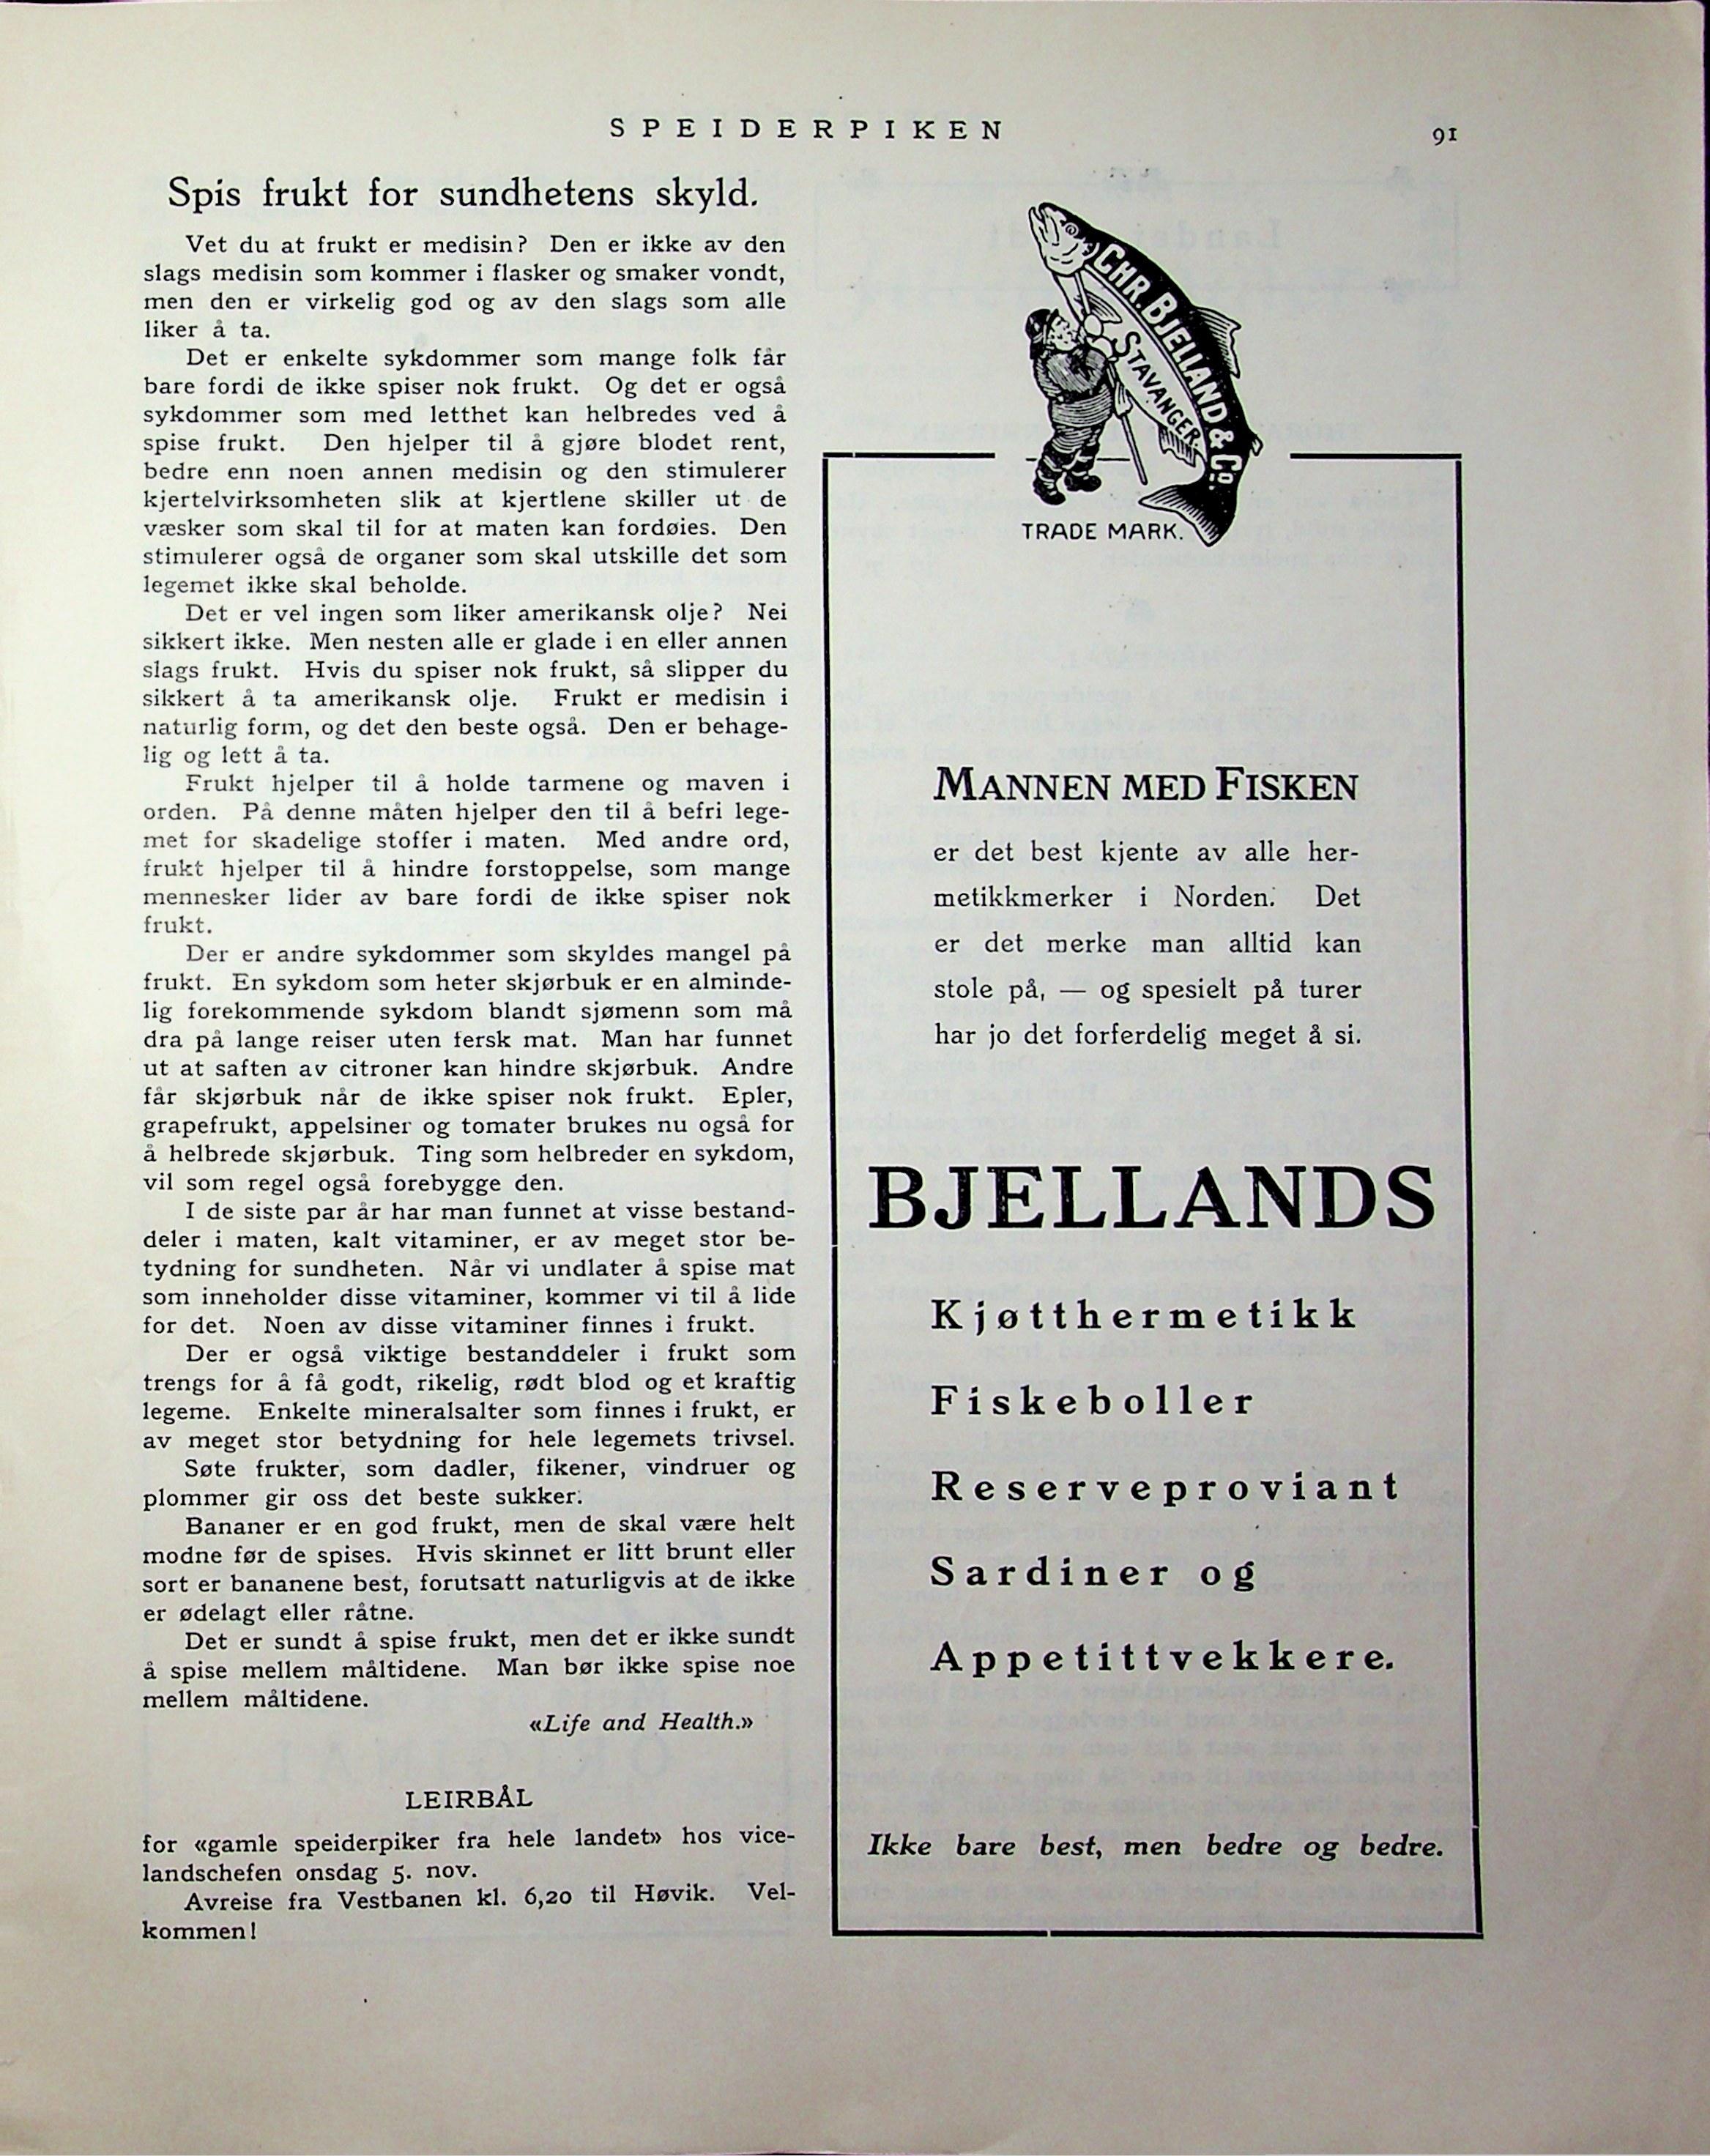 SPEIDERPIKEN 91
Spis frukt for sundhetens skyld.
Vet du at frukt er medisin? Den er ikke av den
slags medisin som kommer i flasker og smaker vondt,
men den er virkelig god og av den slags som alle
liker å ta.
Det er enkelte sykdommer som mange folk får
bare fordi de ikke spiser nok frukt. Og det er også
sykdommer som med letthet kan helbredes ved å
spise frukt. Den hjelper til å gjøre blodet rent,
bedre enn noen annen medisin og den stimulerer
kjertelvirksomheten slik at kjertlene skiller ut de
væsker som skal til for at maten kan fordøies. Den
stimulerer også de organer som skal utskille det som
legemet ikke skal beholde.
Det er vel ingen som liker amerikansk olje? Nei
sikkert ikke. Men nesten alle er glade i en eller annen
slags frukt. Hvis du spiser nok frukt, så slipper du
sikkert å ta amerikansk olje. Frukt er medisin i
naturlig form, og det den beste også. Den er behage-
lig og lett å ta.
Frukt hjelper til å holde tarmene og maven i
orden. På denne måten hjelper den til å befri lege-
met for skadelige stoffer i maten. Med andre ord,
frukt hjelper til å hindre forstoppelse, som mange
mennesker lider av bare fordi de ikke spiser nok
frukt.
Der er andre sykdommer som skyldes mangel på
frukt. En sykdom som heter skjørbuk er en alminde-
lig forekommende sykdom blandt sjømenn som må
dra på lange reiser uten fersk mat. Man har funnet
ut at saften av citroner kan hindre skjørbuk. Andre
får skjørbuk når de ikke spiser nok frukt. Epler,
grapefrukt, appelsiner og tomater brukes nu også for
å helbrede skjørbuk. Ting som helbreder en sykdom,
vil som regel også forebygge den.
I de siste par år har man funnet at visse bestand-
deler i maten, kalt vitaminer, er av meget stor be-
tydning for sundheten. Når vi undlater å spise mat
som inneholder disse vitaminer, kommer vi til å lide
for det. Noen av disse vitaminer finnes i frukt.
Der er også viktige bestanddeler i frukt som
trengs for å få godt, rikelig, rødt blod og et kraftig
legeme. Enkelte mineralsalter som finnes i frukt, er
av meget stor betydning for hele legemets trivsel.
Søte frukter, som dadler, fikener, vindruer og
plommer gir oss det beste sukker.
Bananer er en god frukt, men de skal være helt
modne før de spises. Hvis skinnet er litt brunt eller
sort er bananene best, forutsatt naturligvis at de ikke
er ødelagt eller råtne.
Det er sundt å spise frukt, men det er ikke sundt
å spise mellem måltidene. Man bør ikke spise noe
mellem måltidene.
«Life and Health.»
LEIRBÅL
for «gamle speiderpiker fra hele landet» hos vice-
landschefen onsdag 5. nov.
Avreise fra Vestbanen kl. 6,20 til Høvik. Vel-
kommen!
CHR. BJELLAND & Co.
STAVANGER.
TRADE MARK.
MANNEN MED FISKEN
er det best kjente av alle her-
metikkmerker i Norden. Det
er det merke man alltid kan
stole på, — og spesielt på turer
har jo det forferdelig meget å si.
BJELLANDS
Kjøtthermetikk
Fiskeboller
Reserveproviant
Sardiner og
Appetittvekkere.
Ikke bare best, men bedre og bedre.